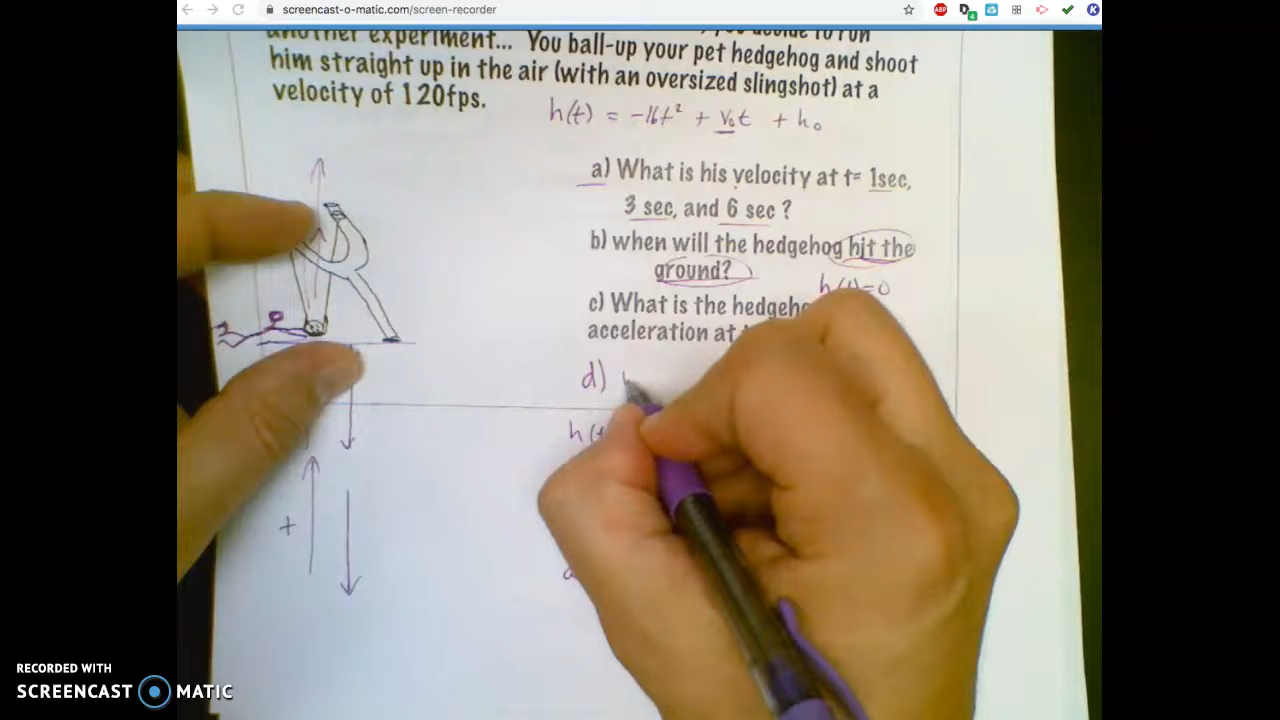 screencast-o-matic.com/screen-recorder
another experiment... You ball-up your pet hedgehog and shoot
him straight up in the air (with an oversized slingshot) at a
velocity of 120fps.
h(t) = -16t² + v₀t + h₀
a) What is his velocity at t= 1sec,
3 sec, and 6 sec ?
b) when will the hedgehog hit the
ground?
h(t)=0
c) What is the
acceleration at
d)
h(t
+
RECORDED WITH
SCREENCAST MATIC